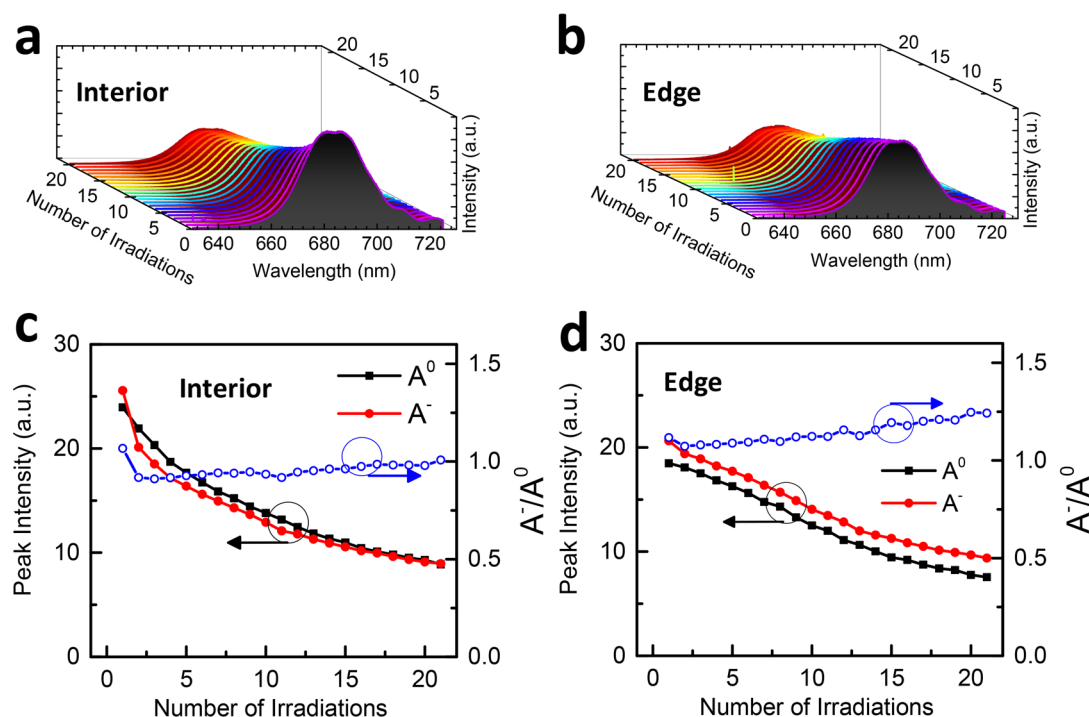 a
Interior
20
15
10
5
Intensity (a.u.)
20
15
10
5
0
Number of Irradiations
640 660 680 700 720
Wavelength (nm)
b
Edge
20
15
10
5
Intensity (a.u.)
20
15
10
5
0
Number of Irradiations
640 660 680 700 720
Wavelength (nm)
c
Interior
A⁰
A⁻
30
20
10
0
Peak Intensity (a.u.)
0 5 10 15 20
Number of Irradiations
1.5
1.0
0.5
0.0
A⁻/A⁰
d
Edge
A⁰
A⁻
30
20
10
0
Peak Intensity (a.u.)
0 5 10 15 20
Number of Irradiations
1.5
1.0
0.5
0.0
A⁻/A⁰